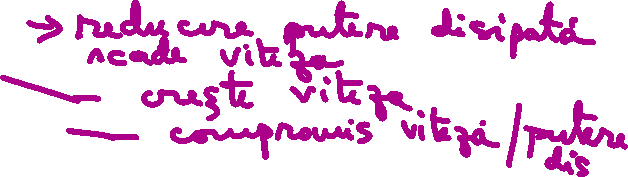 → reducere putere disipată
scade viteza
— crește viteza
— compromis viteză/putere
dis